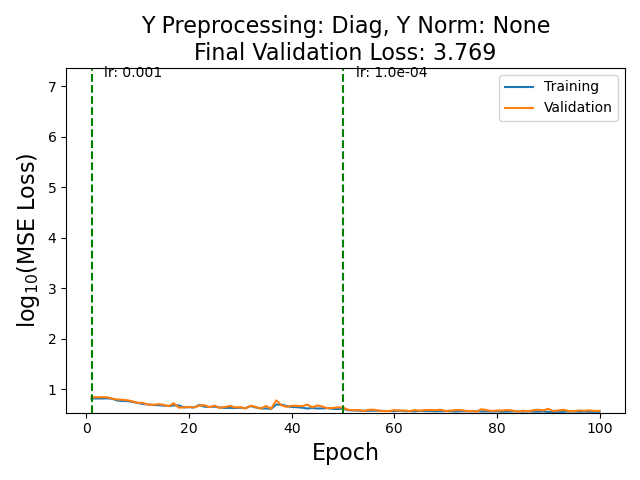 Y Preprocessing: Diag, Y Norm: None
Final Validation Loss: 3.769
lr: 0.001
lr: 1.0e-04
Training
Validation
7
6
5
4
3
2
1
log₁₀(MSE Loss)
0
20
40
60
80
100
Epoch